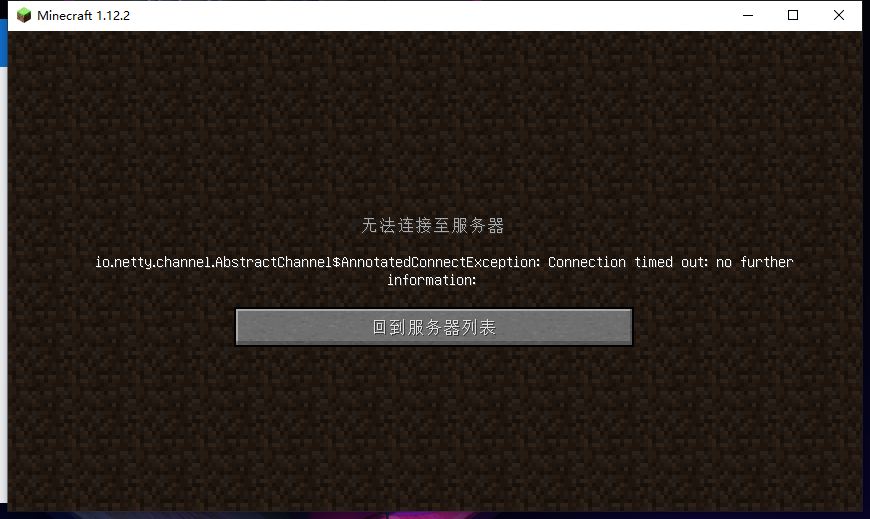 Minecraft 1.12.2
无法连接至服务器
io.netty.channel.AbstractChannel$AnnotatedConnectException: Connection timed out: no further
information:
回到服务器列表